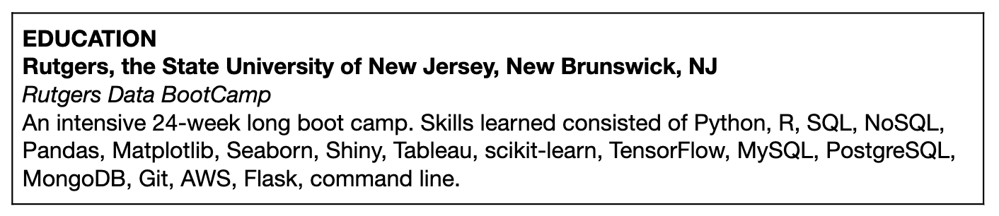 EDUCATION
Rutgers, the State University of New Jersey, New Brunswick, NJ
Rutgers Data BootCamp
An intensive 24-week long boot camp. Skills learned consisted of Python, R, SQL, NoSQL,
Pandas, Matplotlib, Seaborn, Shiny, Tableau, scikit-learn, TensorFlow, MySQL, PostgreSQL,
MongoDB, Git, AWS, Flask, command line.